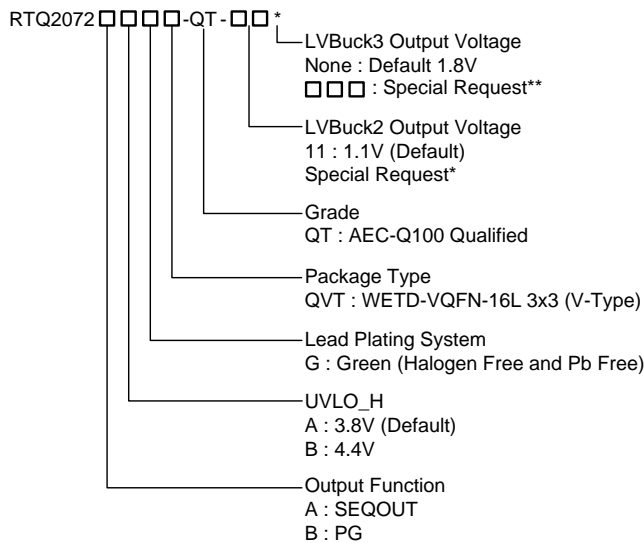 RTQ2072□□□□-QT-□□*
LVBuck3 Output Voltage
None : Default 1.8V
□□□ : Special Request**
LVBuck2 Output Voltage
11 : 1.1V (Default)
Special Request*
Grade
QT : AEC-Q100 Qualified
Package Type
QVT : WETD-VQFN-16L 3x3 (V-Type)
Lead Plating System
G : Green (Halogen Free and Pb Free)
UVLO_H
A : 3.8V (Default)
B : 4.4V
Output Function
A : SEQOUT
B : PG